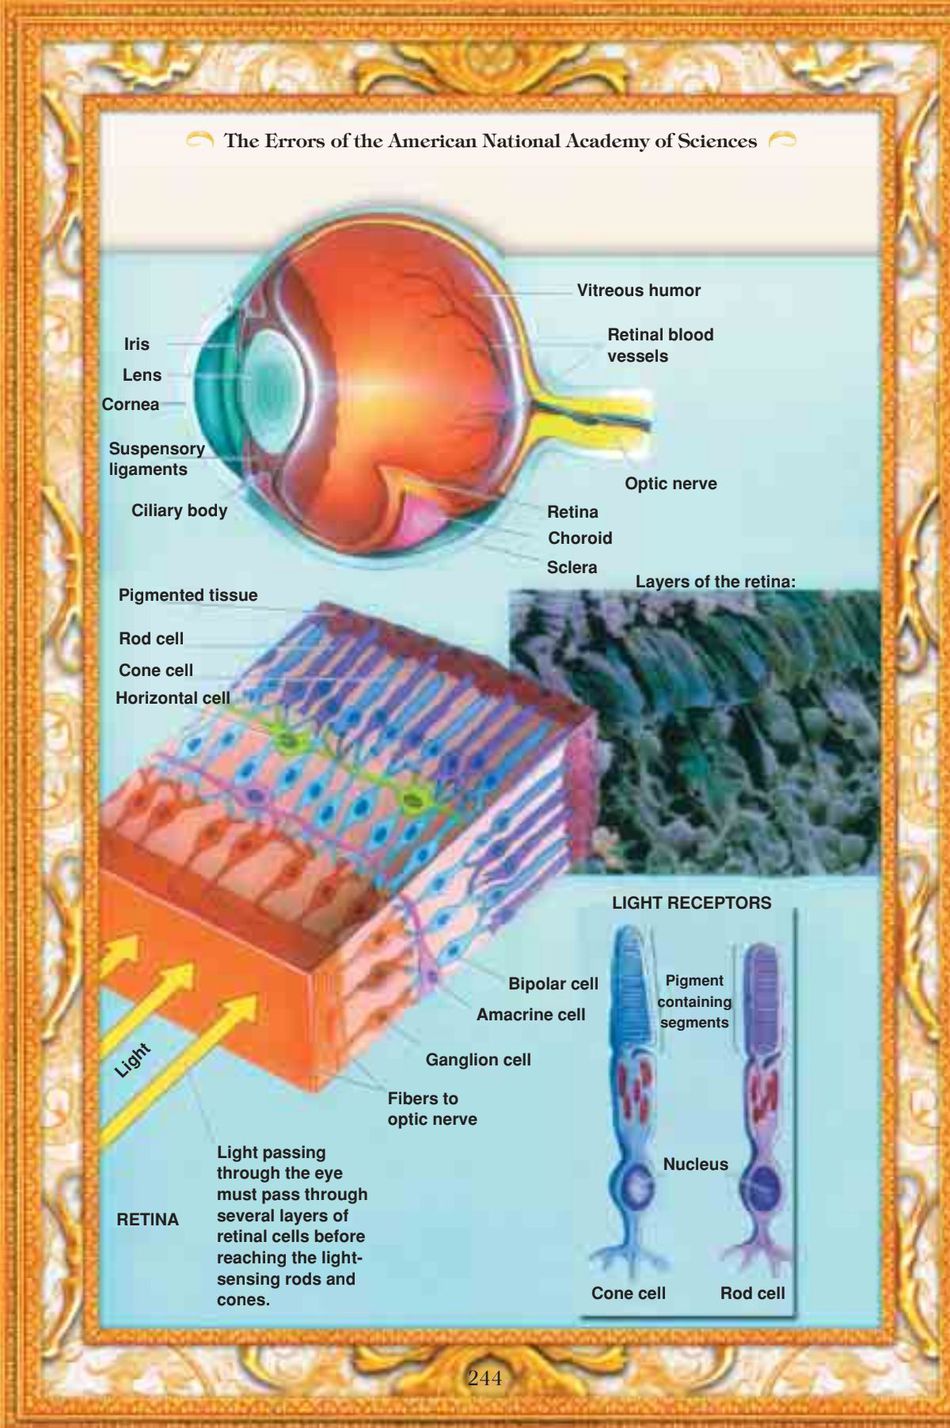 The Errors of the American National Academy of Sciences
Vitreous humor
Retinal blood
vessels
Iris
Lens
Cornea
Suspensory
ligaments
Ciliary body
Optic nerve
Retina
Choroid
Sclera
Layers of the retina:
Pigmented tissue
Rod cell
Cone cell
Horizontal cell
LIGHT RECEPTORS
Bipolar cell
Amacrine cell
Ganglion cell
Fibers to
optic nerve
Pigment
containing
segments
Light
Light passing
through the eye
must pass through
several layers of
retinal cells before
reaching the light-
sensing rods and
cones.
RETINA
Nucleus
Cone cell
Rod cell
244